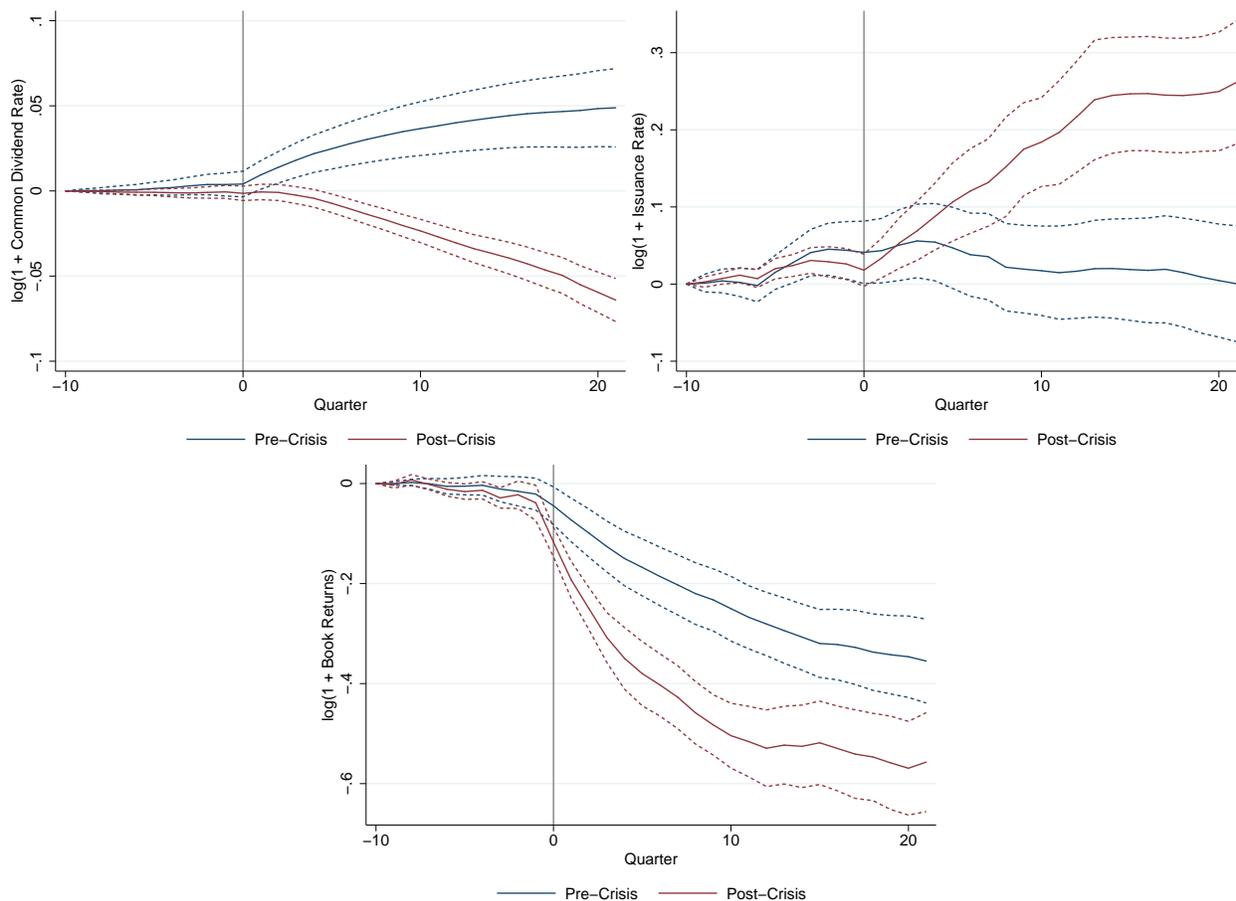 log(1 + Common Dividend Rate)
.1
.05
0
−.05
−.1
−10 0 10 20
Quarter
Pre−Crisis Post−Crisis
log(1 + Issuance Rate)
.3
.2
.1
0
−.1
−10 0 10 20
Quarter
Pre−Crisis Post−Crisis
log(1 + Book Returns)
0
−.2
−.4
−.6
−10 0 10 20
Quarter
Pre−Crisis Post−Crisis